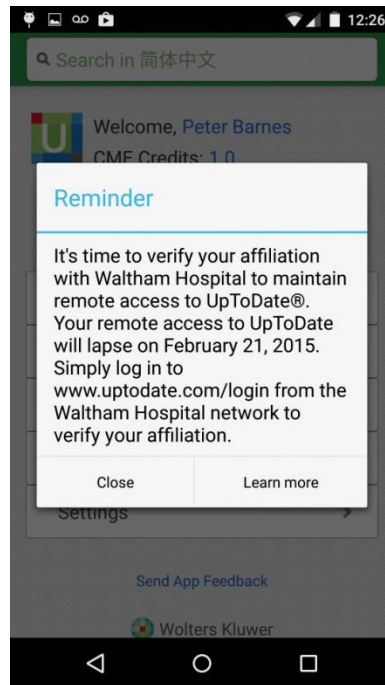 12:26
Search in 简体中文
Welcome, Peter Barnes
CME Credits: 1.0
Reminder
It's time to verify your affiliation
with Waltham Hospital to maintain
remote access to UpToDate®.
Your remote access to UpToDate
will lapse on February 21, 2015.
Simply log in to
www.uptodate.com/login from the
Waltham Hospital network to
verify your affiliation.
Close Learn more
Settings
Send App Feedback
Wolters Kluwer